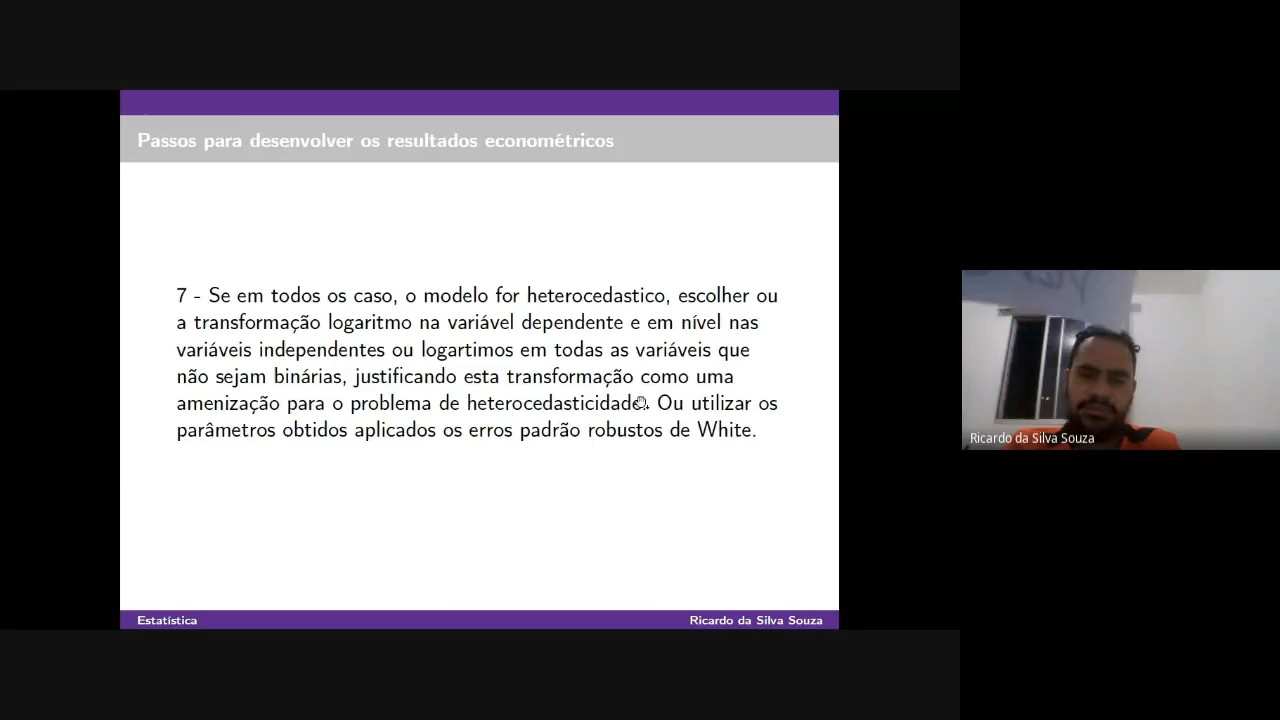 Passos para desenvolver os resultados econométricos
7 - Se em todos os caso, o modelo for heterocedastico, escolher ou
a transformação logaritmo na variável dependente e em nível nas
variáveis independentes ou logartimos em todas as variáveis que
não sejam binárias, justificando esta transformação como uma
amenização para o problema de heterocedasticidade. Ou utilizar os
parâmetros obtidos aplicados os erros padrão robustos de White.
Estatística
Ricardo da Silva Souza
Ricardo da Silva Souza